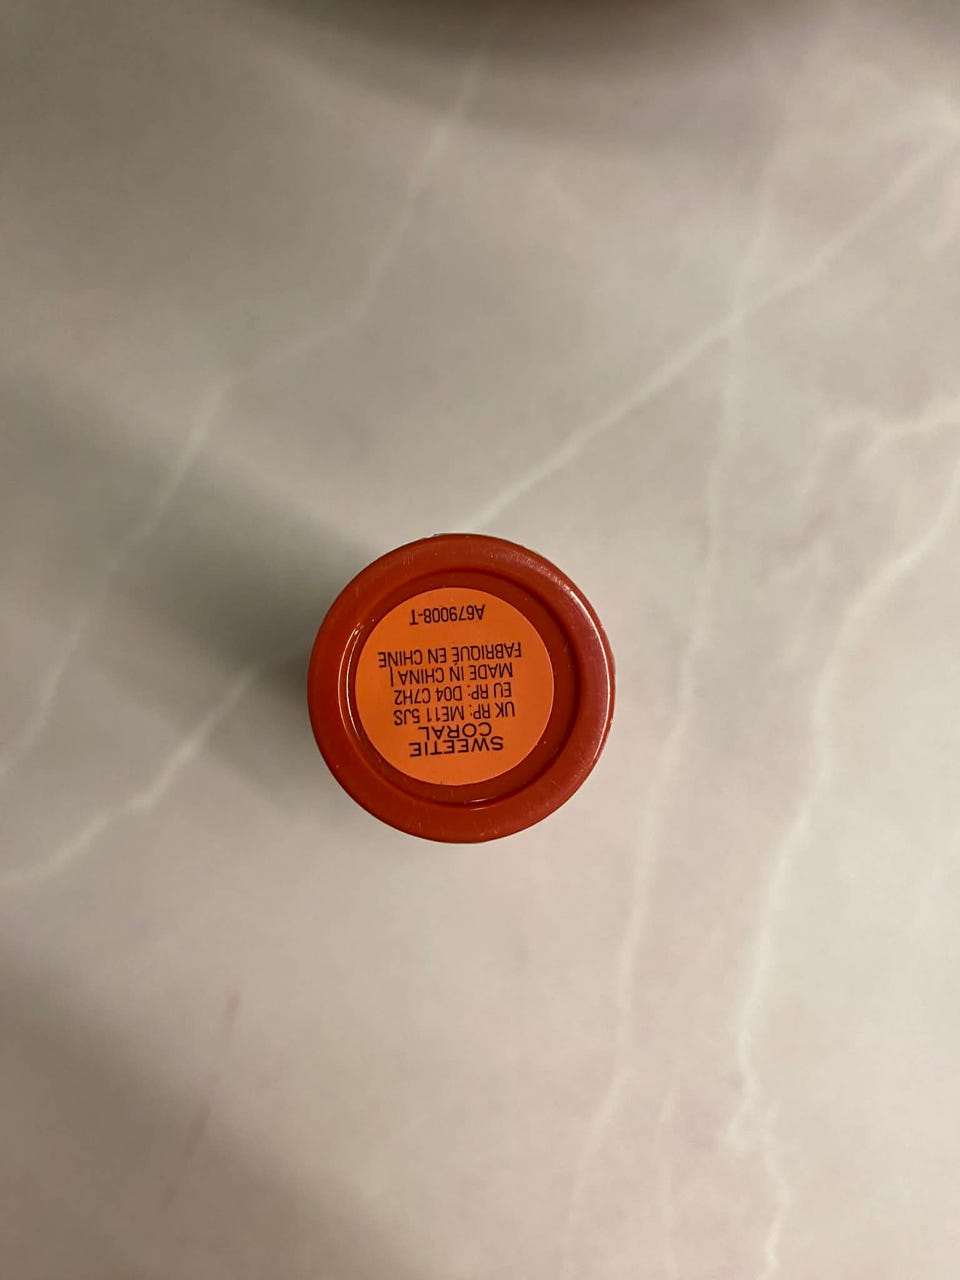 SWEETIE
CORAL
UK RP: ME11 5JS
EU RP: D04 C7H2
MADE IN CHINA |
FABRIQUÉ EN CHINE
A679008-T